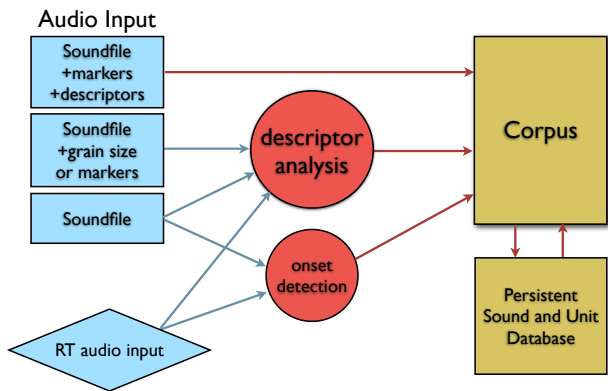 Audio Input
Soundfile
+markers
+descriptors
Soundfile
+grain size
or markers
Soundfile
RT audio input
descriptor
analysis
onset
detection
Corpus
Persistent
Sound and Unit
Database